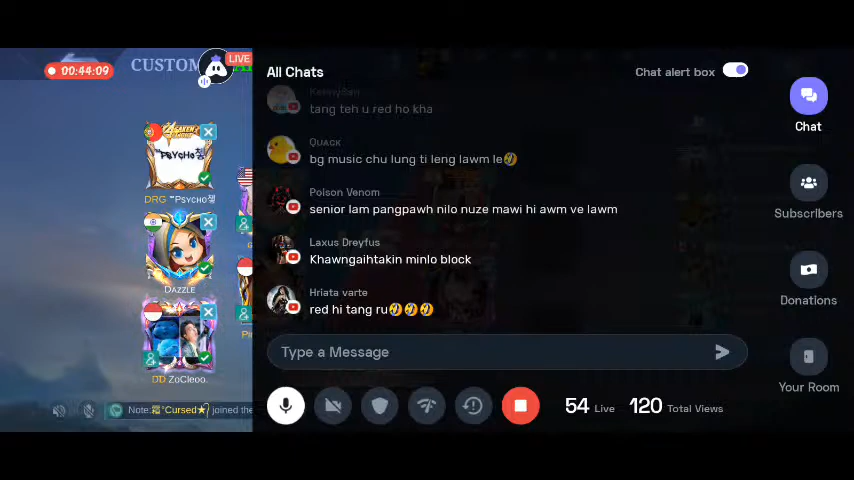 00:44:09
CUSTOM
LIVE
All Chats
Chat alert box
Chat
tang teh u red ho kha
Quack
bg music chu lung ti leng lawm le🤣
Poison Venom
senior lam pangpawh nilo nuze mawi hi awm ve lawm
Laxus Dreyfus
Khawngaihtakin minlo block
Hriata varte
red hi tang ru🤣🤣🤣
Type a Message
Subscribers
Donations
Your Room
54 Live
120 Total Views
DRG
Dazzle
DD ZoCleoo
joined the